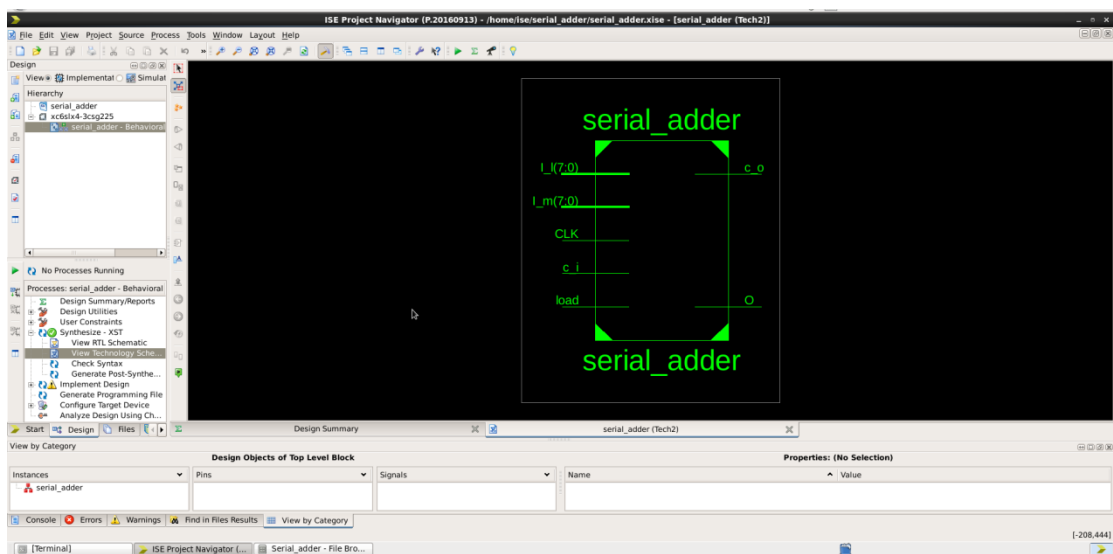 ISE Project Navigator (P.20160913) - /home/ise/serial_adder/serial_adder.xise - [serial_adder (Tech2)]
File Edit View Project Source Process Tools Window Layout Help
Design
View: Implemental Simulat
Hierarchy
serial_adder
xc6slx4-3csg225
serial_adder - Behavioral
No Processes Running
Processes: serial_adder - Behavioral
Design Summary/Reports
Design Utilities
User Constraints
Synthesize - XST
View RTL Schematic
View Technology Sche...
Check Syntax
Generate Post-Synthe...
Implement Design
Generate Programming File
Configure Target Device
Analyze Design Using Ch...
Start Design Files
serial_adder
I_l(7:0) c_o
I_m(7:0)
CLK
c_i
load O
serial_adder
Design Summary serial_adder (Tech2)
View by Category
Design Objects of Top Level Block Properties: (No Selection)
Instances Pins Signals Name Value
serial_adder
Console Errors Warnings Find in Files Results View by Category
[-208,444]
[Terminal] ISE Project Navigator (... Serial_adder - File Bro...